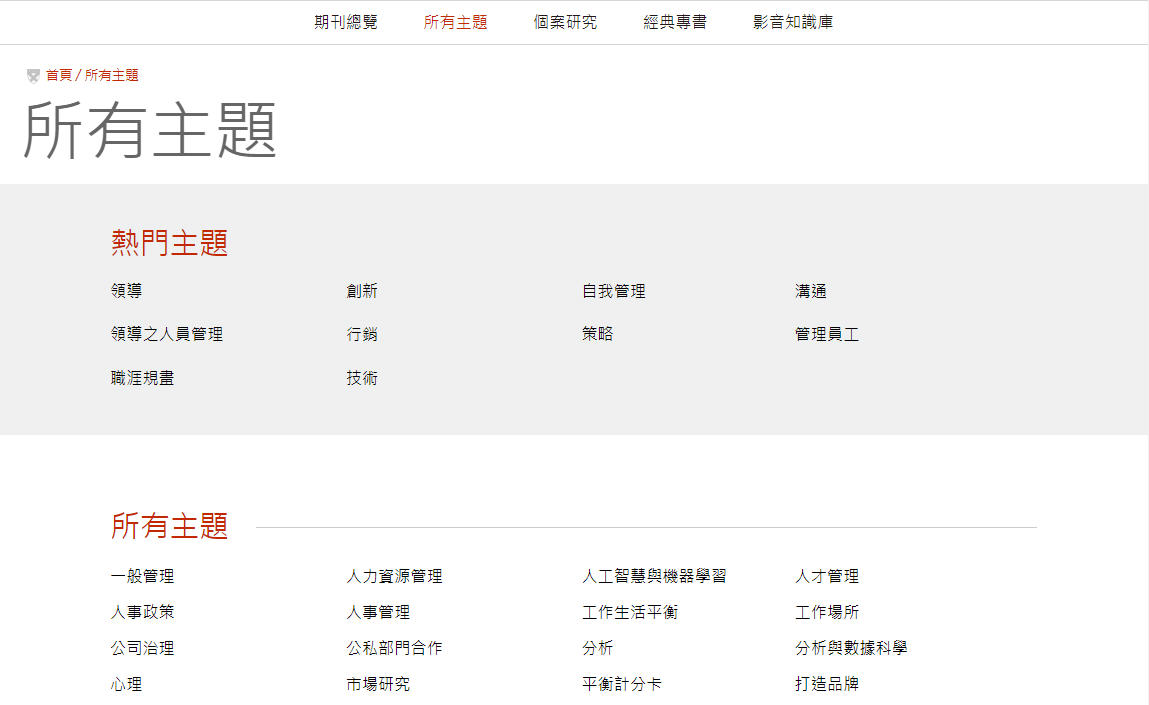 期刊總覽 所有主題 個案研究 經典專書 影音知識庫
首頁 / 所有主題
所有主題
熱門主題
領導 創新 自我管理 溝通
領導之人員管理 行銷 策略 管理員工
職涯規畫 技術
所有主題
一般管理 人力資源管理 人工智慧與機器學習 人才管理
人事政策 人事管理 工作生活平衡 工作場所
公司治理 公私部門合作 分析 分析與數據科學
心理 市場研究 平衡計分卡 打造品牌